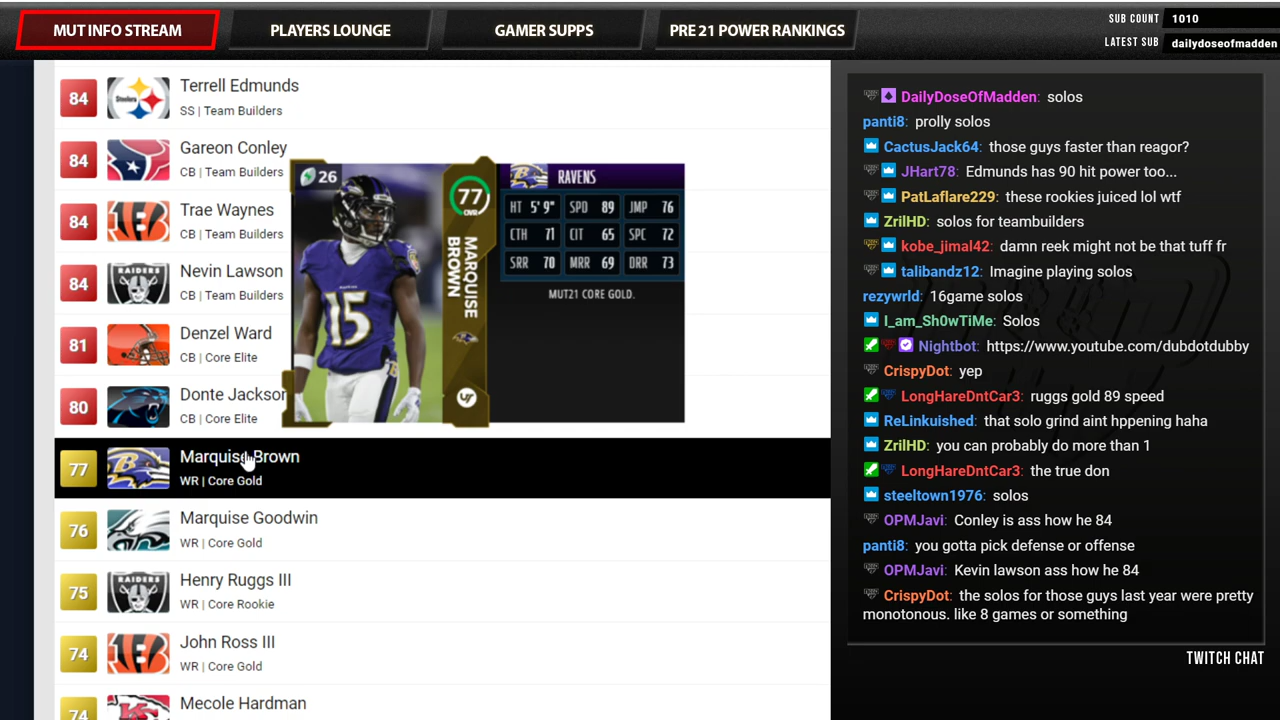 MUT INFO STREAM
PLAYERS LOUNGE
GAMER SUPPS
PRE 21 POWER RANKINGS
SUB COUNT 1010
LATEST SUB dailydoseofmadden
84
Steelers
Terrell Edmunds
SS | Team Builders
84
Gareon Conley
CB | Team Builders
84
Trae Waynes
CB | Team Builders
84
RAIDERS
Nevin Lawson
CB | Team Builders
81
Denzel Ward
CB | Core Elite
80
Donte Jackson
CB | Core Elite
77
Marquise Brown
WR | Core Gold
76
Marquise Goodwin
WR | Core Gold
75
RAIDERS
Henry Ruggs III
WR | Core Rookie
74
John Ross III
WR | Core Gold
74
Mecole Hardman
26
77
OVR
MARQUISE
BROWN
15
RAVENS
HT 5' 9" SPD 89 JMP 76
CTH 71 CIT 65 SPC 72
SRR 70 MRR 69 DRR 73
MUT21 CORE GOLD.
DailyDoseOfMadden: solos
panti8: prolly solos
CactusJack64: those guys faster than reagor?
JHart78: Edmunds has 90 hit power too...
PatLaflare229: these rookies juiced lol wtf
ZrilHD: solos for teambuilders
kobe_jimal42: damn reek might not be that tuff fr
talibandz12: Imagine playing solos
rezywrld: 16game solos
I_am_Sh0wTiMe: Solos
Nightbot: https://www.youtube.com/dubdotdubby
CrispyDot: yep
LongHareDntCar3: ruggs gold 89 speed
ReLinkuished: that solo grind aint hppening haha
ZrilHD: you can probably do more than 1
LongHareDntCar3: the true don
steeltown1976: solos
OPMJavi: Conley is ass how he 84
panti8: you gotta pick defense or offense
OPMJavi: Kevin lawson ass how he 84
CrispyDot: the solos for those guys last year were pretty
monotonous. like 8 games or something
TWITCH CHAT